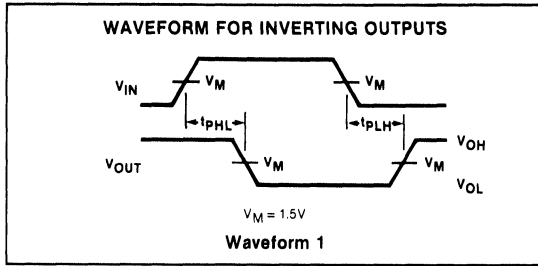 WAVEFORM FOR INVERTING OUTPUTS
VIN
VM
VM
tPHL
tPLH
VOUT
VM
VOH
VM
VOL
VM = 1.5V
Waveform 1